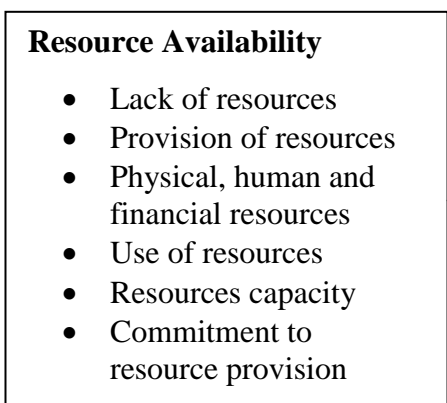 Resource Availability
• Lack of resources
• Provision of resources
• Physical, human and
financial resources
• Use of resources
• Resources capacity
• Commitment to
resource provision